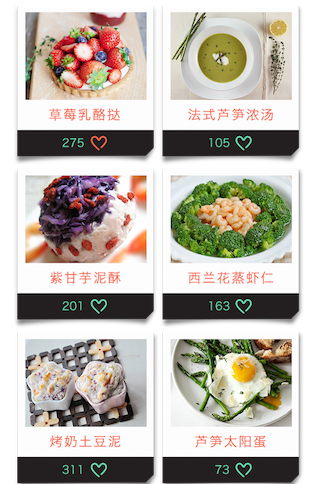 草莓乳酪挞
法式芦笋浓汤
275
105
紫甘芋泥酥
西兰花蒸虾仁
201
163
烤奶土豆泥
芦笋太阳蛋
311
73